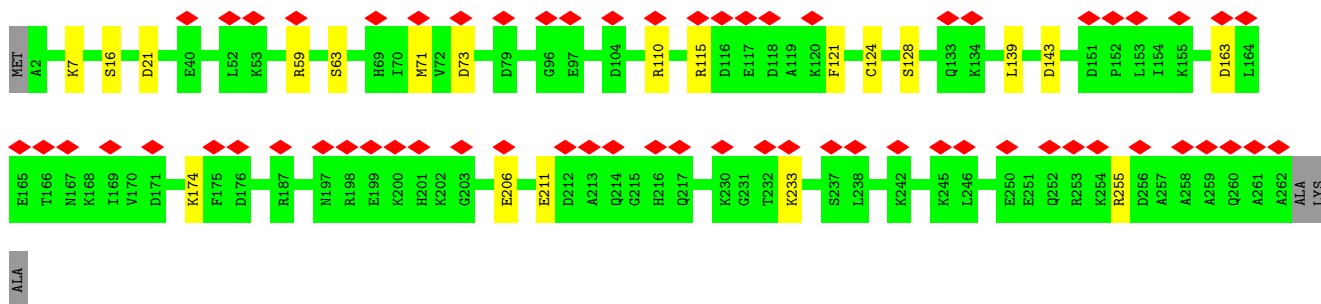 MET A2 K7 S16 D21 E40 L52 K53 R59 S63 H69 I70 M71 V72 D73 D79 G96 E97 D104 R110 R115 D116 E117 D118 A119 K120 F121 C124 S128 Q133 K134 L139 D143 D151 P152 L153 I154 K155 D163 L164
E165 T166 N167 K168 I169 V170 D171 K174 F175 D176 R187 N197 R198 E199 K200 H201 K202 G203 E206 E211 D212 A213 Q214 G215 H216 Q217 K230 G231 T232 K233 S237 L238 K242 K245 L246 E250 E251 Q252 R253 K254 R255 D256 A257 A258 A259 Q260 A261 A262 ALA LYS
ALA